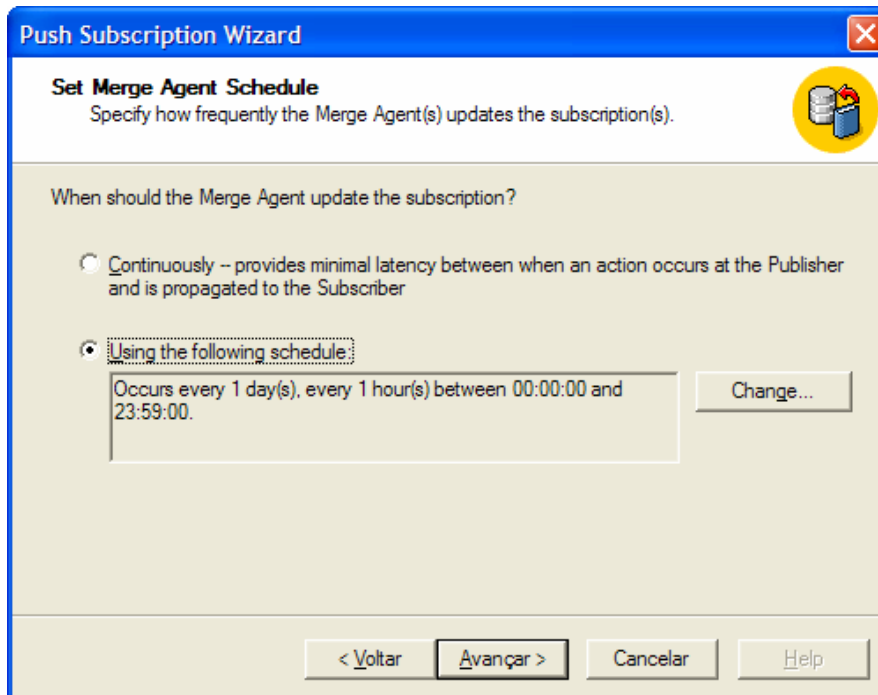 Push Subscription Wizard
Set Merge Agent Schedule
Specify how frequently the Merge Agent(s) updates the subscription(s).
When should the Merge Agent update the subscription?
Continuously -- provides minimal latency between when an action occurs at the Publisher
and is propagated to the Subscriber
Using the following schedule:
Occurs every 1 day(s), every 1 hour(s) between 00:00:00 and
23:59:00.
Change...
< Voltar
Avançar >
Cancelar
Help